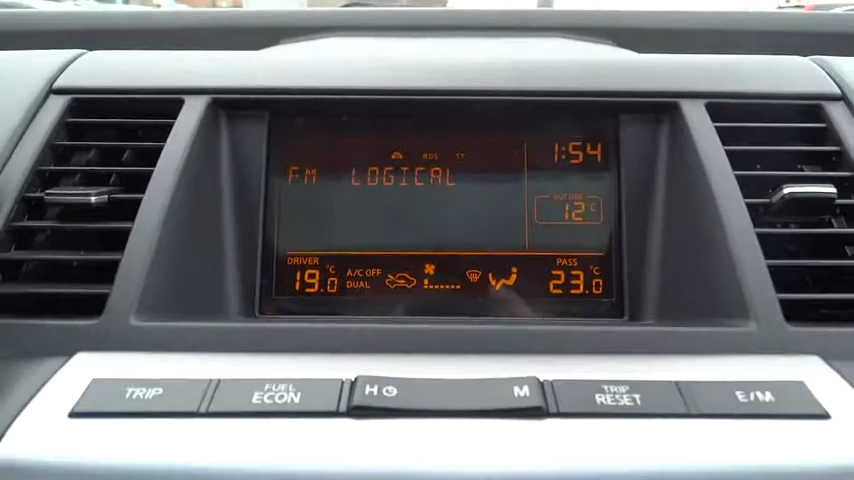 RDS ST
1:54
FM LOGICAL
OUTSIDE
12°C
DRIVER
19.0°C
A/C OFF
DUAL
PASS
23.0°C
TRIP
FUEL
ECON
H
M
TRIP
RESET
E/M